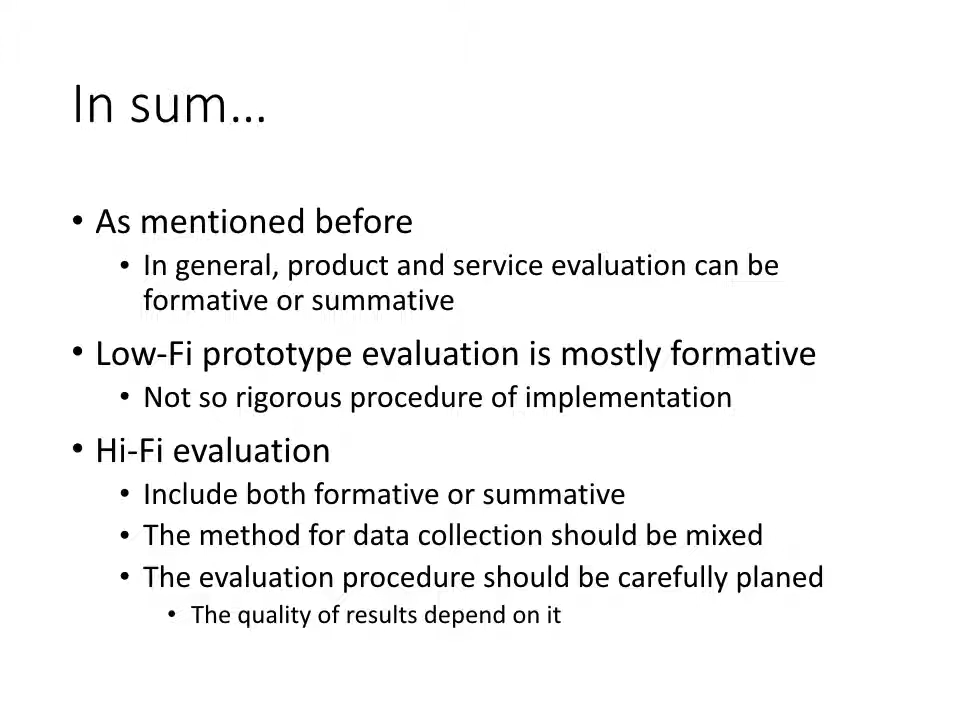 In sum…
• As mentioned before
• In general, product and service evaluation can be
formative or summative
• Low-Fi prototype evaluation is mostly formative
• Not so rigorous procedure of implementation
• Hi-Fi evaluation
• Include both formative or summative
• The method for data collection should be mixed
• The evaluation procedure should be carefully planed
• The quality of results depend on it